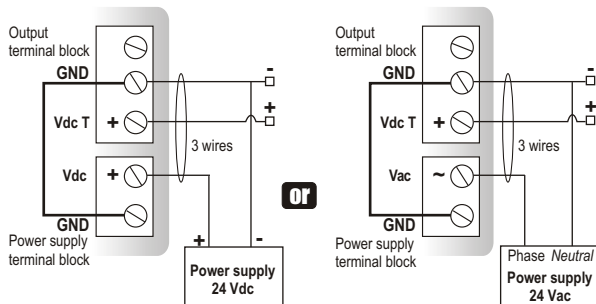 Output
terminal block
GND
-
+
Vdc T
+
3 wires
Vdc
+
GND
Power supply
terminal block
+
-
Power supply
24 Vdc
or
Output
terminal block
GND
-
+
Vdc T
+
3 wires
Vac
~
GND
Power supply
terminal block
Phase Neutral
Power supply
24 Vac